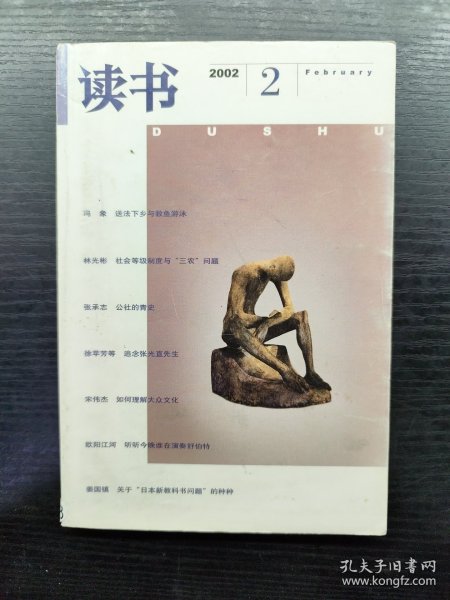 读书
2002 2 February
DUSHU
冯象 送法下乡与教鱼游泳
林光彬 社会等级制度与“三农”问题
张承志 公社的青史
徐苹芳等 追念张光直先生
宋伟杰 如何理解大众文化
欧阳江河 听听今晚谁在演奏舒伯特
姜国镇 关于“日本新教科书问题”的种种
孔夫子旧书网
www.kongfz.com